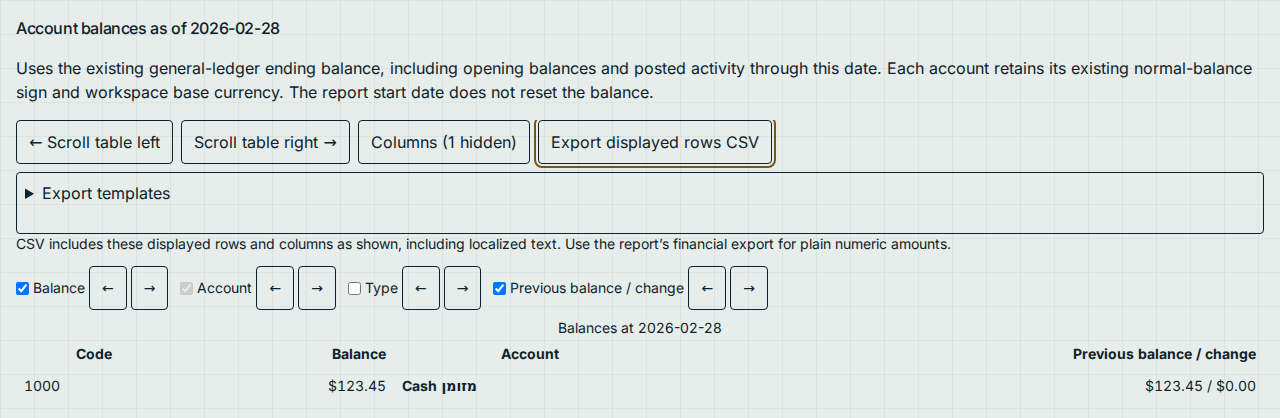 Account balances as of 2026-02-28
Uses the existing general-ledger ending balance, including opening balances and posted activity through this date. Each account retains its existing normal-balance
sign and workspace base currency. The report start date does not reset the balance.
← Scroll table left Scroll table right → Columns (1 hidden) Export displayed rows CSV
▶ Export templates
CSV includes these displayed rows and columns as shown, including localized text. Use the report’s financial export for plain numeric amounts.
Balance ← → Account ← → Type ← → Previous balance / change ← →
Balances at 2026-02-28
Code Balance Account Previous balance / change
1000 $123.45 Cash מזומן $123.45 / $0.00